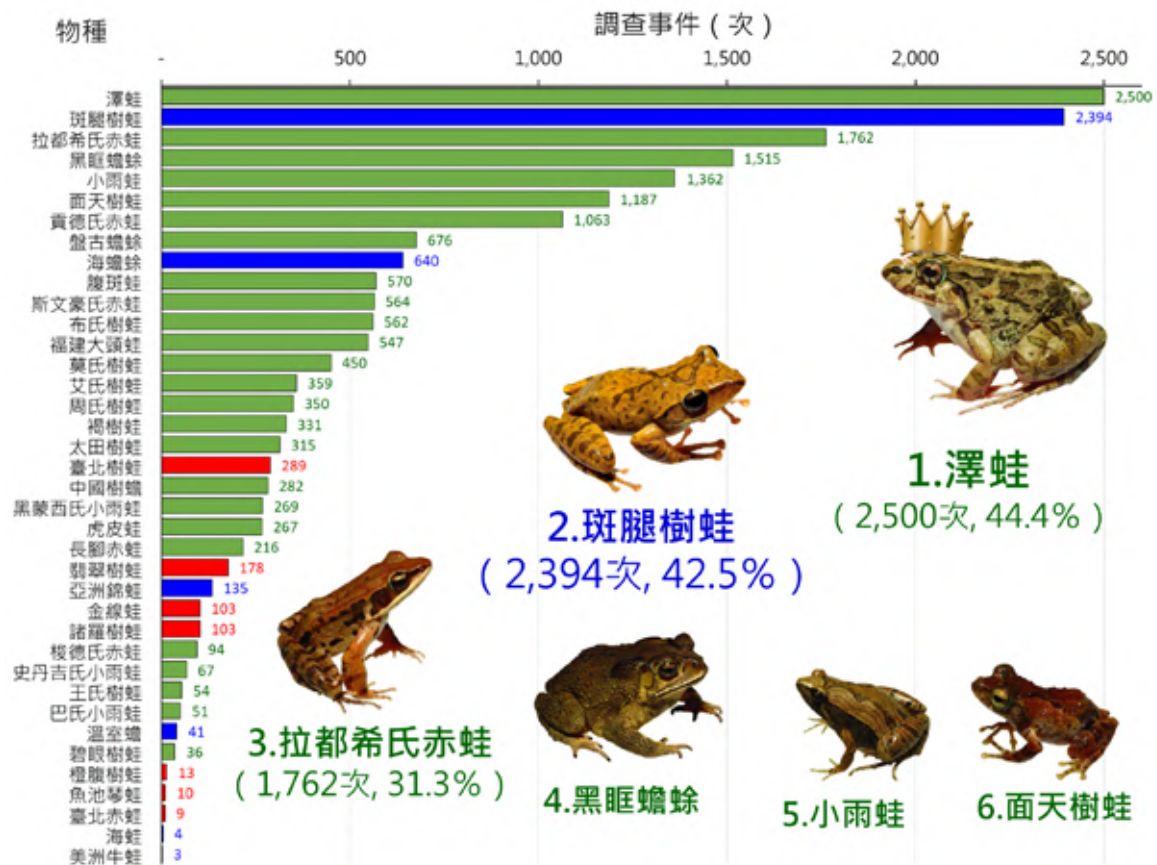 物種
調查事件（次）
500
1,000
1,500
2,000
2,500
澤蛙 2,500
斑腿樹蛙 2,394
拉都希氏赤蛙 1,762
黑眶蟾蜍 1,515
小雨蛙 1,362
面天樹蛙 1,187
貢德氏赤蛙 1,063
盤古蟾蜍 676
海蟾蜍 640
腹斑蛙 570
斯文豪氏赤蛙 564
布氏樹蛙 562
福建大頭蛙 547
莫氏樹蛙 450
艾氏樹蛙 359
周氏樹蛙 350
褐樹蛙 331
太田樹蛙 315
臺北樹蛙 289
中國樹蟾 282
黑蒙西氏小雨蛙 269
虎皮蛙 267
長腳赤蛙 216
翡翠樹蛙 178
亞洲錦蛙 135
金線蛙 103
諸羅樹蛙 103
梭德氏赤蛙 94
史丹吉氏小雨蛙 67
王氏樹蛙 54
巴氏小雨蛙 51
溫室蟾 41
碧眼樹蛙 36
橙腹樹蛙 13
魚池琴蛙 10
臺北赤蛙 9
海蛙 4
美洲牛蛙 3
1.澤蛙
（2,500次, 44.4%）
2.斑腿樹蛙
（2,394次, 42.5%）
3.拉都希氏赤蛙
（1,762次, 31.3%）
4.黑眶蟾蜍
5.小雨蛙
6.面天樹蛙